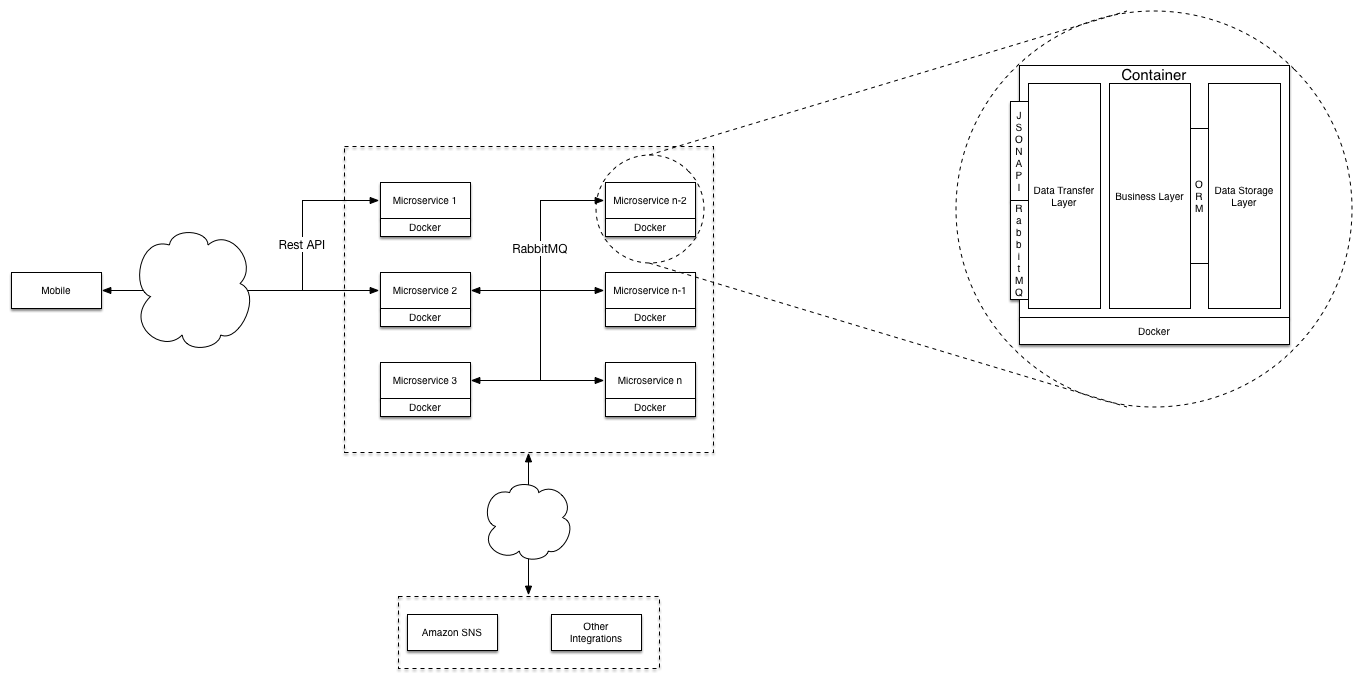 Container
JSONAPI
RabbitMQ
Data Transfer
Layer
Business Layer
ORM
Data Storage
Layer
Docker
Microservice 1
Docker
Microservice n-2
Docker
Rest API
RabbitMQ
Mobile
Microservice 2
Docker
Microservice n-1
Docker
Microservice 3
Docker
Microservice n
Docker
Amazon SNS
Other
Integrations